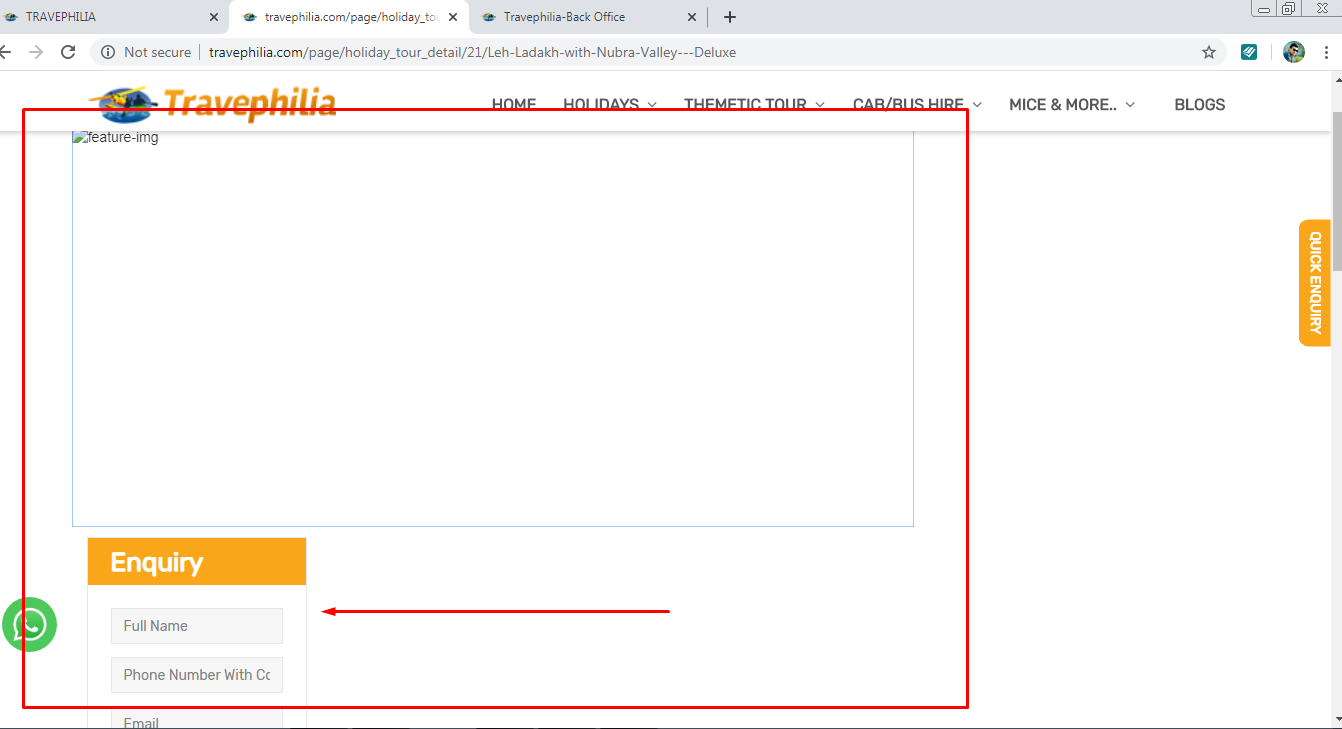 TRAVEPHILIA
travephilia.com/page/holiday_tou
Travephilia-Back Office
Not secure
travephilia.com/page/holiday_tour_detail/21/Leh-Ladakh-with-Nubra-Valley---Deluxe
Travephilia
HOME
HOLIDAYS
THEMETIC TOUR
CAB/BUS HIRE
MICE & MORE..
BLOGS
feature-img
QUICK ENQUIRY
Enquiry
Full Name
Phone Number With Co
Email